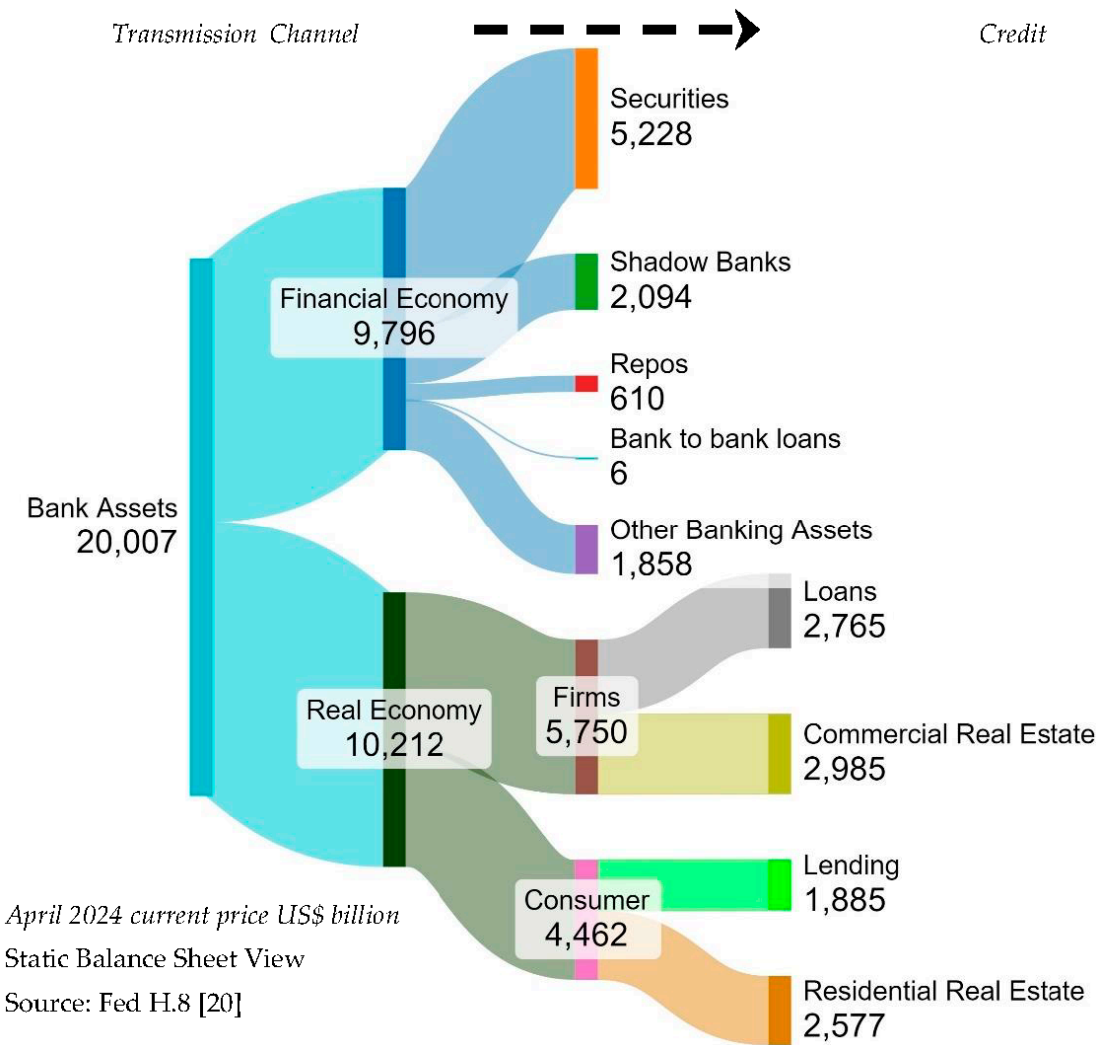 Transmission Channel
Credit
Securities
5,228
Shadow Banks
2,094
Financial Economy
9,796
Repos
610
Bank to bank loans
6
Bank Assets
20,007
Other Banking Assets
1,858
Loans
2,765
Real Economy
10,212
Firms
5,750
Commercial Real Estate
2,985
Lending
1,885
Consumer
4,462
Residential Real Estate
2,577
April 2024 current price US$ billion
Static Balance Sheet View
Source: Fed H.8 [20]